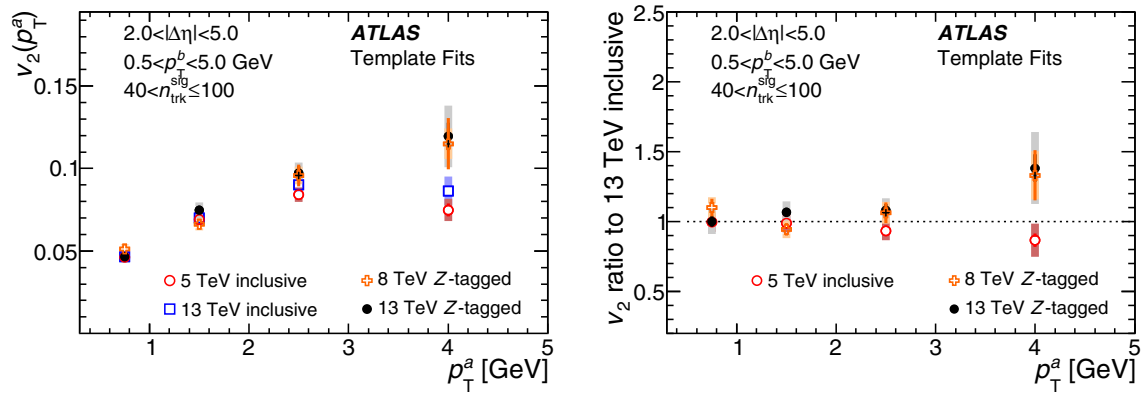 v₂(pᵀᵃ)
2.0<|Δη|<5.0
ATLAS
0.5<p_T^b<5.0 GeV
Template Fits
40<n_trk^sig≤100
0.15
0.1
0.05
5 TeV inclusive
8 TeV Z-tagged
13 TeV inclusive
13 TeV Z-tagged
1 2 3 4 5
p_T^a [GeV]
v₂ ratio to 13 TeV inclusive
2.0<|Δη|<5.0
ATLAS
0.5<p_T^b<5.0 GeV
Template Fits
40<n_trk^sig≤100
2.5
2
1.5
1
0.5
5 TeV inclusive
8 TeV Z-tagged
13 TeV Z-tagged
1 2 3 4 5
p_T^a [GeV]